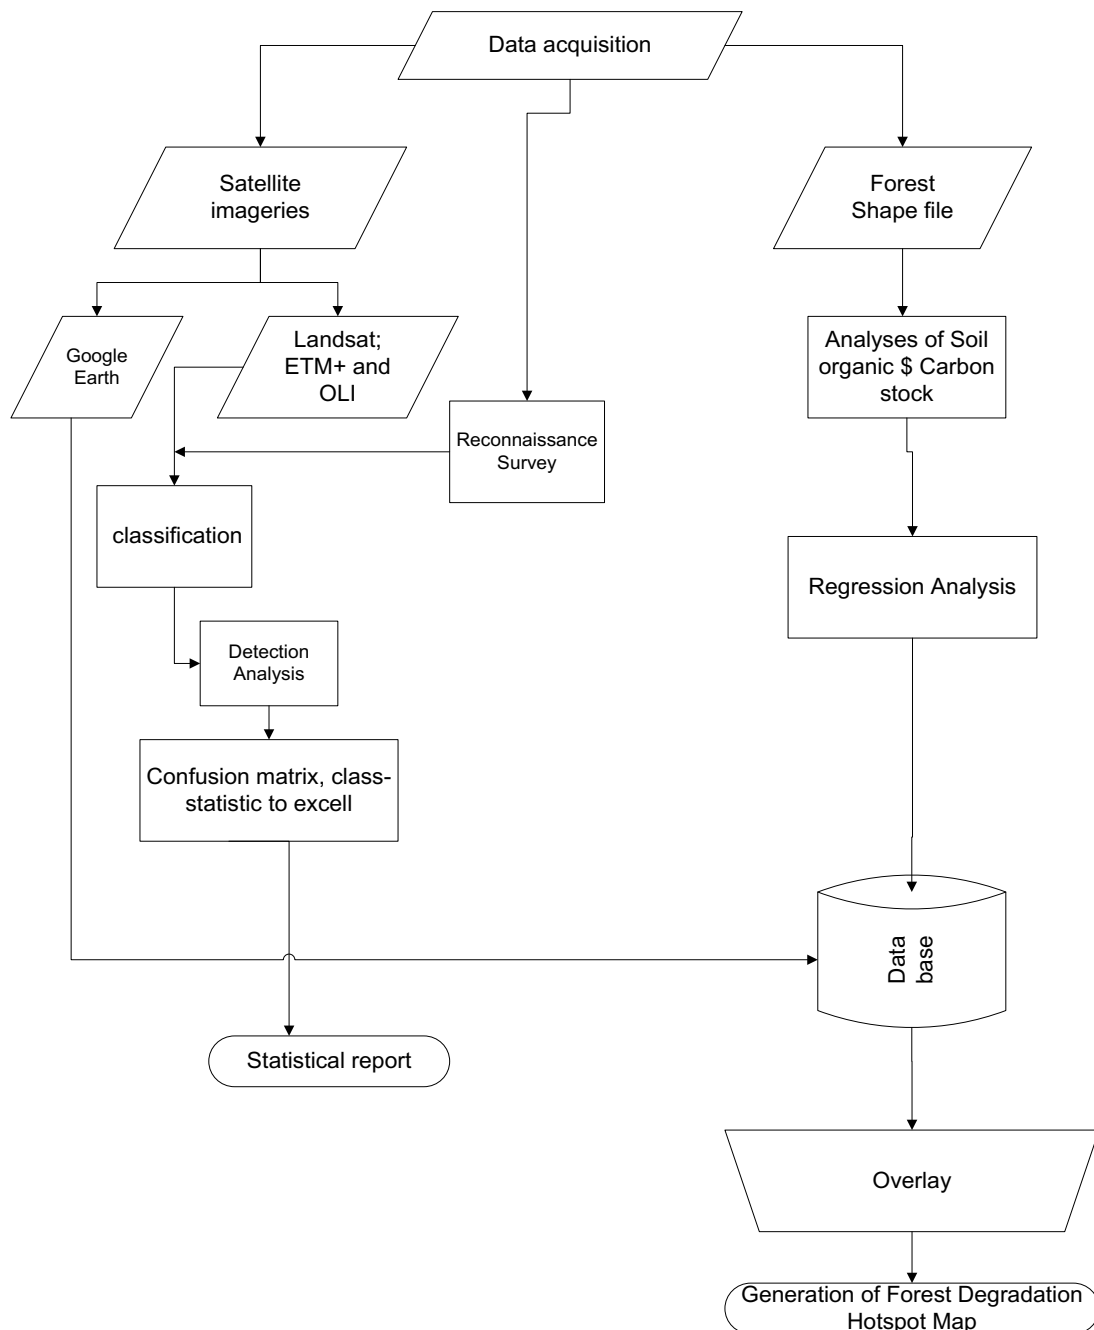 Data acquisition
Satellite
imageries
Forest
Shape file
Google
Earth
Landsat;
ETM+ and
OLI
Analyses of Soil
organic $ Carbon
stock
Reconnaissance
Survey
classification
Regression Analysis
Detection
Analysis
Confusion matrix, class-
statistic to excell
Data
base
Statistical report
Overlay
Generation of Forest Degradation
Hotspot Map